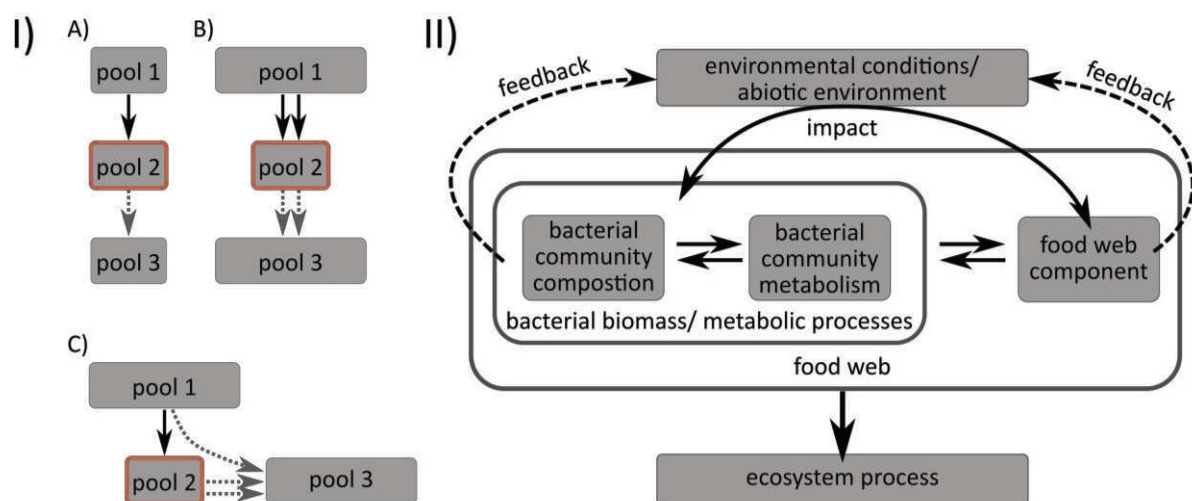 I)
A)
pool 1
pool 2
pool 3
B)
pool 1
pool 2
pool 3
C)
pool 1
pool 2
pool 3
II)
environmental conditions/
abiotic environment
feedback
feedback
impact
bacterial
community
compostion
bacterial
community
metabolism
food web
component
bacterial biomass/ metabolic processes
food web
ecosystem process